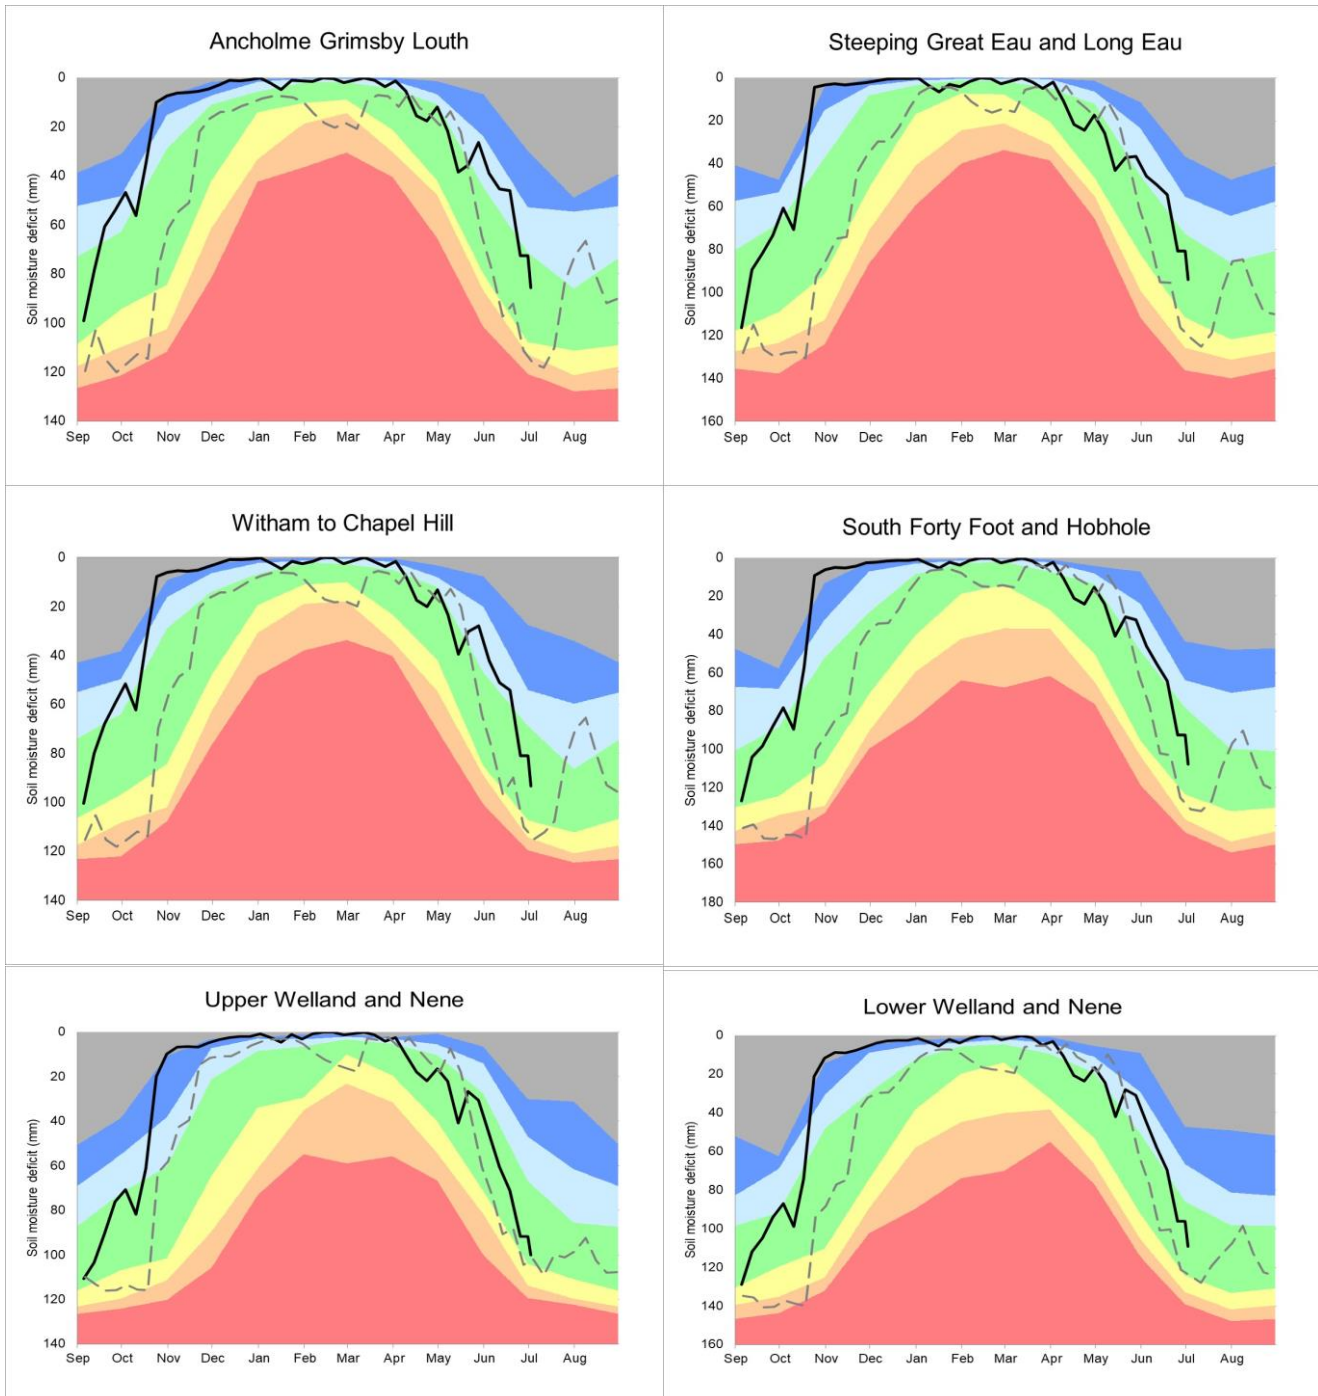 Ancholme Grimsby Louth
Soil moisture deficit (mm)
0
20
40
60
80
100
120
140
Sep Oct Nov Dec Jan Feb Mar Apr May Jun Jul Aug
Steeping Great Eau and Long Eau
Soil moisture deficit (mm)
0
20
40
60
80
100
120
140
160
Sep Oct Nov Dec Jan Feb Mar Apr May Jun Jul Aug
Witham to Chapel Hill
Soil moisture deficit (mm)
0
20
40
60
80
100
120
140
Sep Oct Nov Dec Jan Feb Mar Apr May Jun Jul Aug
South Forty Foot and Hobhole
Soil moisture deficit (mm)
0
20
40
60
80
100
120
140
160
180
Sep Oct Nov Dec Jan Feb Mar Apr May Jun Jul Aug
Upper Welland and Nene
Soil moisture deficit (mm)
0
20
40
60
80
100
120
140
Sep Oct Nov Dec Jan Feb Mar Apr May Jun Jul Aug
Lower Welland and Nene
Soil moisture deficit (mm)
0
20
40
60
80
100
120
140
160
Sep Oct Nov Dec Jan Feb Mar Apr May Jun Jul Aug